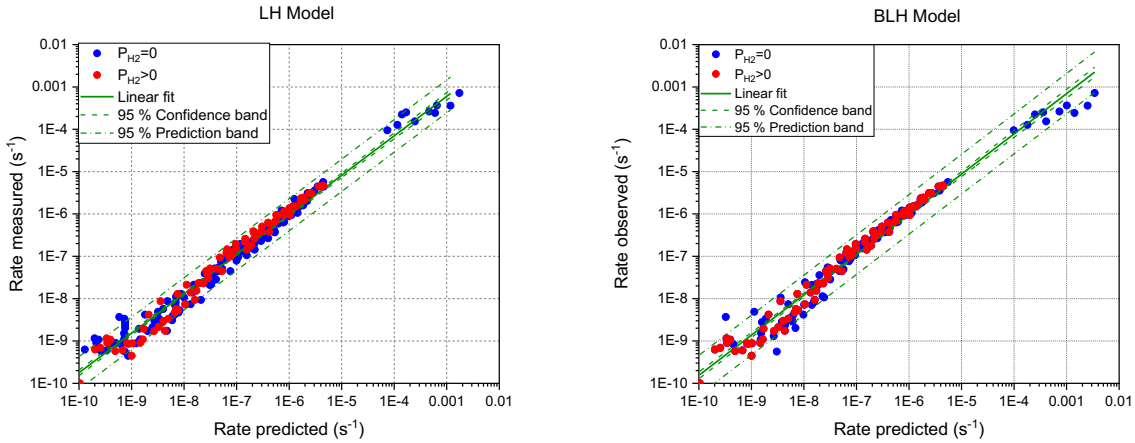 LH Model
0.01
0.001
1E-4
1E-5
1E-6
1E-7
1E-8
1E-9
1E-10
Rate measured (s⁻¹)
P_H2=0
P_H2>0
Linear fit
95 % Confidence band
95 % Prediction band
1E-10 1E-9 1E-8 1E-7 1E-6 1E-5 1E-4 0.001 0.01
Rate predicted (s⁻¹)
BLH Model
0.01
0.001
1E-4
1E-5
1E-6
1E-7
1E-8
1E-9
1E-10
Rate observed (s⁻¹)
P_H2=0
P_H2>0
Linear fit
95 % Confidence band
95 % Prediction band
1E-10 1E-9 1E-8 1E-7 1E-6 1E-5 1E-4 0.001 0.01
Rate predicted (s⁻¹)